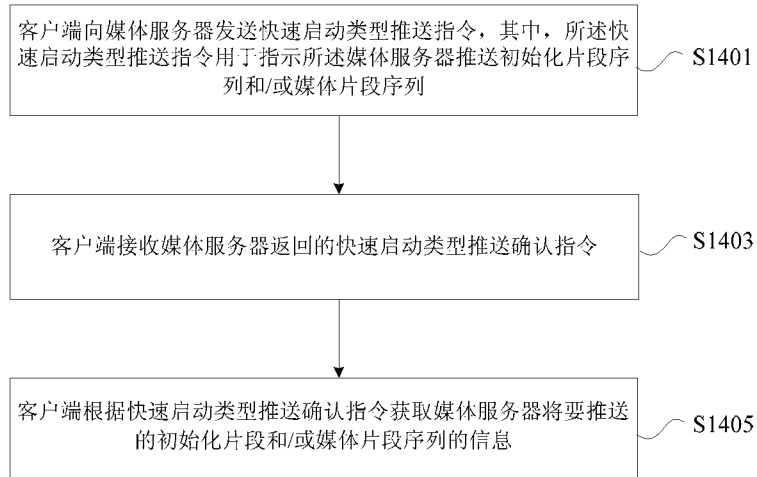 客户端向媒体服务器发送快速启动类型推送指令，其中，所述快
速启动类型推送指令用于指示所述媒体服务器推送初始化片段序
列和/或媒体片段序列
S1401
客户端接收媒体服务器返回的快速启动类型推送确认指令
S1403
客户端根据快速启动类型推送确认指令获取媒体服务器将要推送
的初始化片段和/或媒体片段序列的信息
S1405